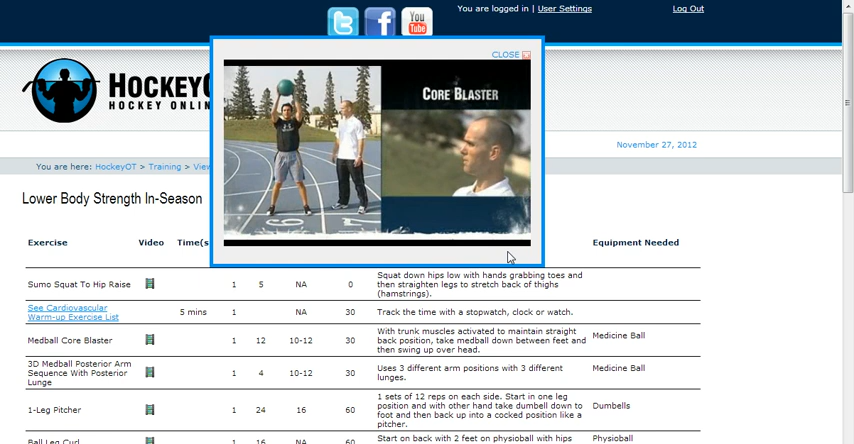 You are logged in | User Settings
Log Out
You
Tube
CLOSE
HOCKEYO
HOCKEY ONLIN
CORE BLASTER
November 27, 2012
You are here: HockeyOT > Training > View
Lower Body Strength In-Season
Exercise Video Time(s Equipment Needed
Sumo Squat To Hip Raise 1 5 NA 0
Squat down hips low with hands grabbing toes and
then straighten legs to stretch back of thighs
(hamstrings).
See Cardiovascular
Warm-up Exercise List
5 mins 1 30 Track the time with a stopwatch, clock or watch.
Medball Core Blaster 1 12 10-12 30
With trunk muscles activated to maintain straight
back position, take medball down between feet and
then swing up over head.
Medicine Ball
3D Medball Posterior Arm
Sequence With Posterior
Lunge
1 4 10-12 30
Uses 3 different arm positions with 3 different
lunges.
Medicine Ball
1-Leg Pitcher 1 24 16 60
1 sets of 12 reps on each side. Start in one leg
position and with other hand take dumbell down to
foot and then back up into a cocked position like a
pitcher.
Dumbells
Ball Leg Curl 1 16 NA 60
Start on back with 2 feet on physioball with hips
Physioball